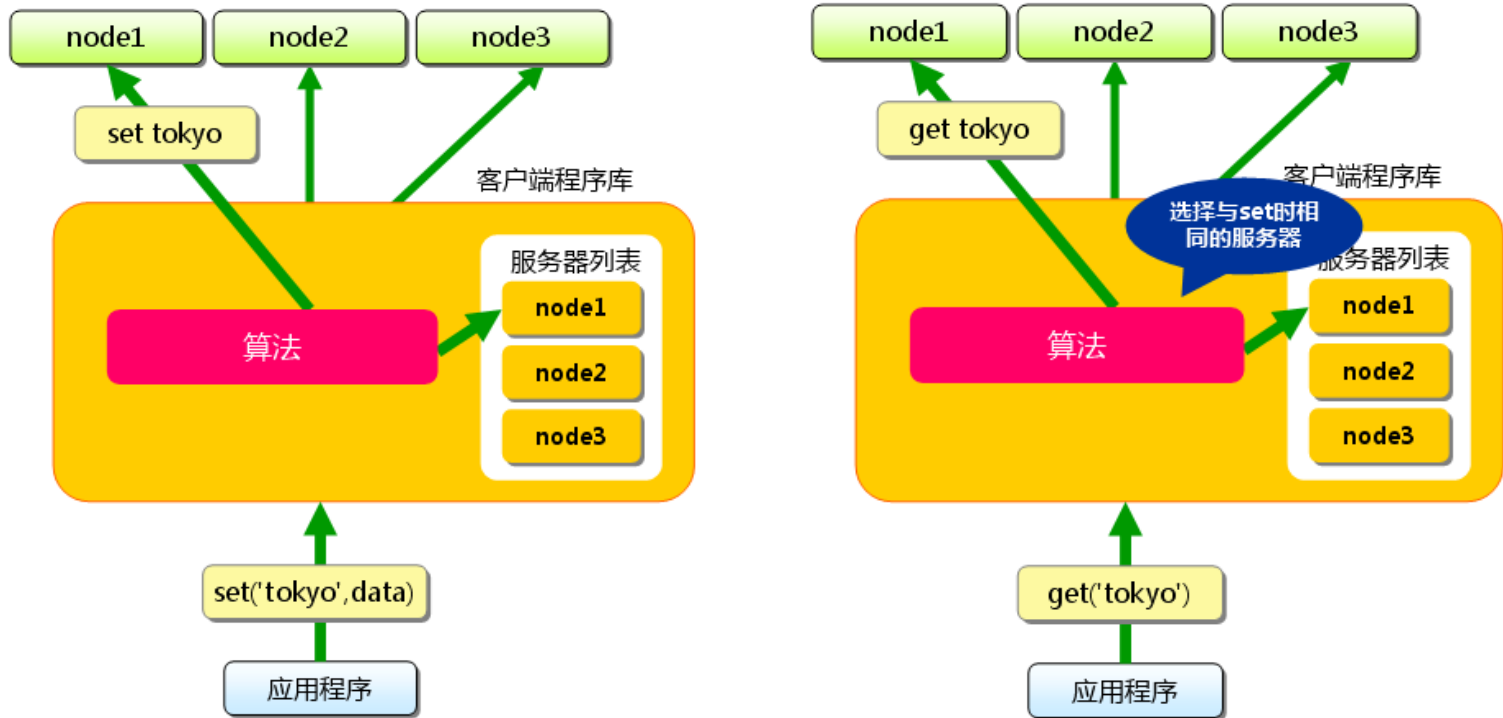 node1
node2
node3
set tokyo
客户端程序库
服务器列表
node1
算法
node2
node3
set('tokyo',data)
应用程序
node1
node2
node3
get tokyo
客户端程序库
选择与set时相
同的服务器
服务器列表
node1
算法
node2
node3
get('tokyo')
应用程序